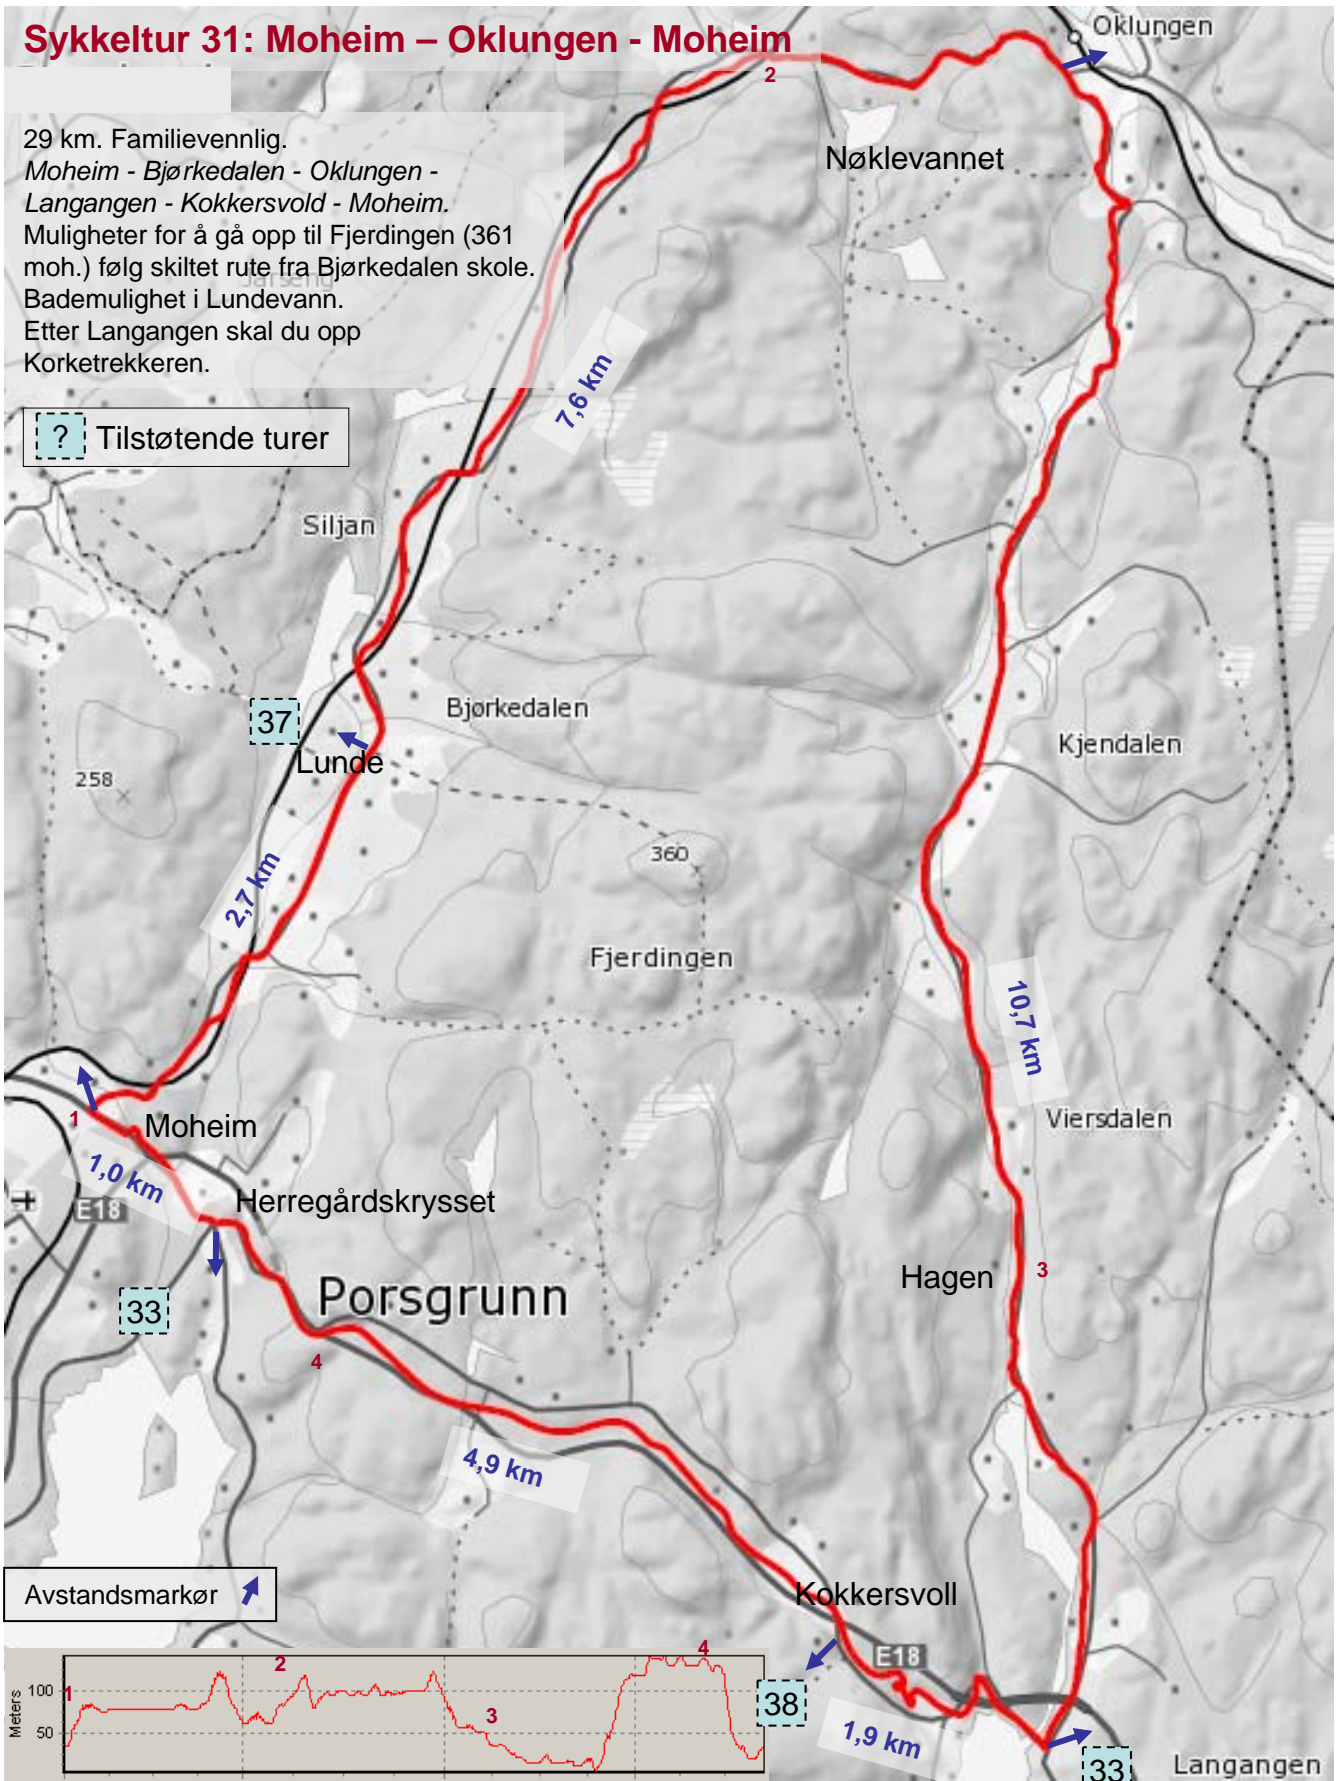 Sykkeltur 31: Moheim – Oklungen - Moheim
Oklungen
2
29 km. Familievennlig.
Moheim - Bjørkedalen - Oklungen -
Langangen - Kokkersvold - Moheim.
Muligheter for å gå opp til Fjerdingen (361
moh.) følg skiltet rute fra Bjørkedalen skole.
Bademulighet i Lundevann.
Etter Langangen skal du opp
Korketrekkeren.
Nøklevannet
7,6 km
? Tilstøtende turer
Siljan
37
Bjørkedalen
Lunde
Kjendalen
258
360
2,7 km
Fjerdingen
10,7 km
1
Moheim
Viersdalen
1,0 km
E18
Herregårdskrysset
Hagen
3
Porsgrunn
33
4
4,9 km
Avstandsmarkør
Kokkersvoll
E18
38
1,9 km
33
Langangen
Meters
100
50
1
2
3
4